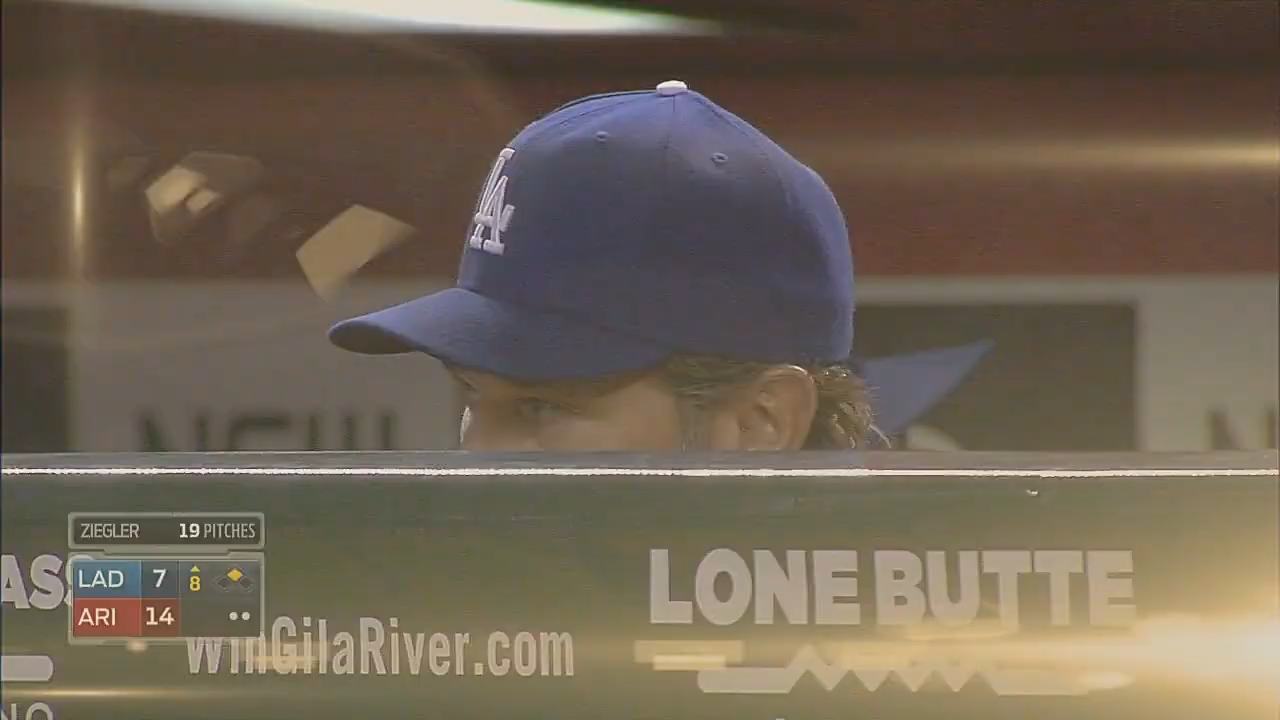 LA
ZIEGLER 19 PITCHES
LAD 7 8
ARI 14
LONE BUTTE
winGilaRiver.com